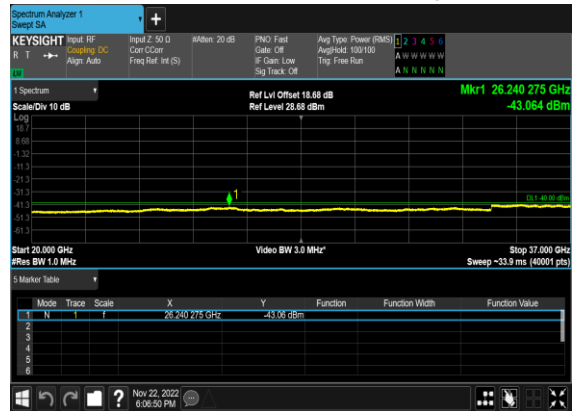 Spectrum Analyzer 1
Swept SA
+
KEYSIGHT Input: RF Input Z: 50 Ω #Atten: 20 dB PNO: Fast Avg Type: Power (RMS) 1 2 3 4 5 6
R T Coupling: DC Corr CCorr Gate: Off Avg|Hold: 100/100 A W W W W W
Align: Auto Freq Ref: Int (S) IF Gain: Low Trig: Free Run
Sig Track: Off A N N N N N
1 Spectrum Ref Lvl Offset 18.68 dB Mkr1 26.240 275 GHz
Scale/Div 10 dB Ref Level 28.68 dBm -43.064 dBm
Log
18.7
8.68
-1.32
-11.3
-21.3
-31.3
1
DL1 -40.00 dBm
-41.3
-51.3
-61.3
Start 20.000 GHz Video BW 3.0 MHz* Stop 37.000 GHz
#Res BW 1.0 MHz Sweep ~33.9 ms (40001 pts)
5 Marker Table
Mode Trace Scale X Y Function Function Width Function Value
1 N 1 f 26.240 275 GHz -43.06 dBm
2
3
4
5
6
? Nov 22, 2022
6:06:50 PM